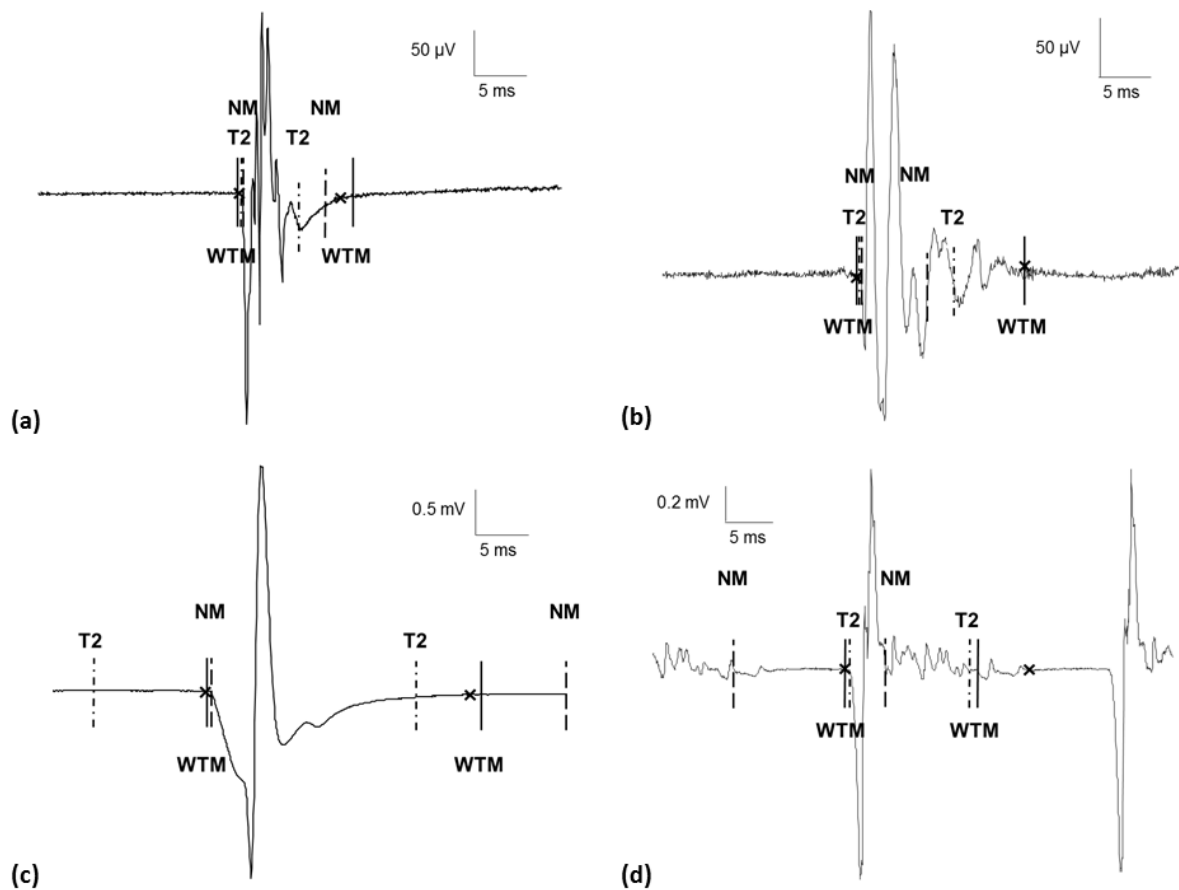 50 μV
5 ms
NM NM
T2 T2
WTM WTM
(a)
50 μV
5 ms
NM NM
T2 T2
WTM WTM
(b)
0.5 mV
5 ms
NM NM
T2 T2
WTM WTM
(c)
0.2 mV
5 ms
NM NM
T2 T2
WTM WTM
(d)